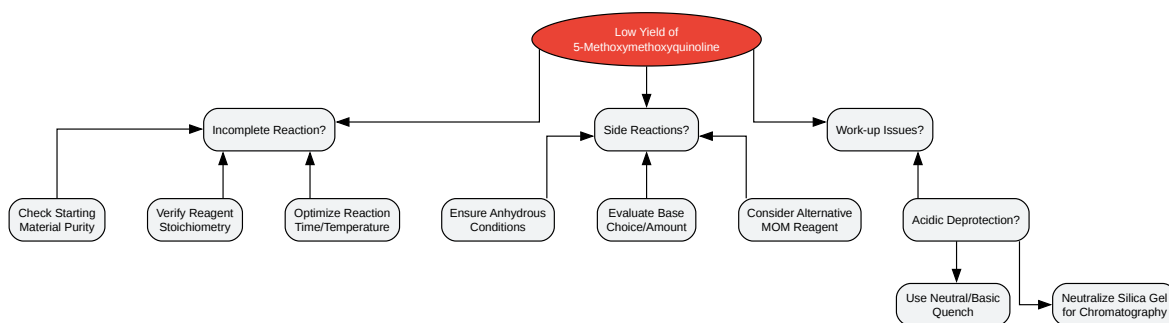 Low Yield of
5-Methoxymethoxyquinoline
Incomplete Reaction?
Side Reactions?
Work-up Issues?
Check Starting
Material Purity
Verify Reagent
Stoichiometry
Optimize Reaction
Time/Temperature
Ensure Anhydrous
Conditions
Evaluate Base
Choice/Amount
Consider Alternative
MOM Reagent
Acidic Deprotection?
Use Neutral/Basic
Quench
Neutralize Silica Gel
for Chromatography